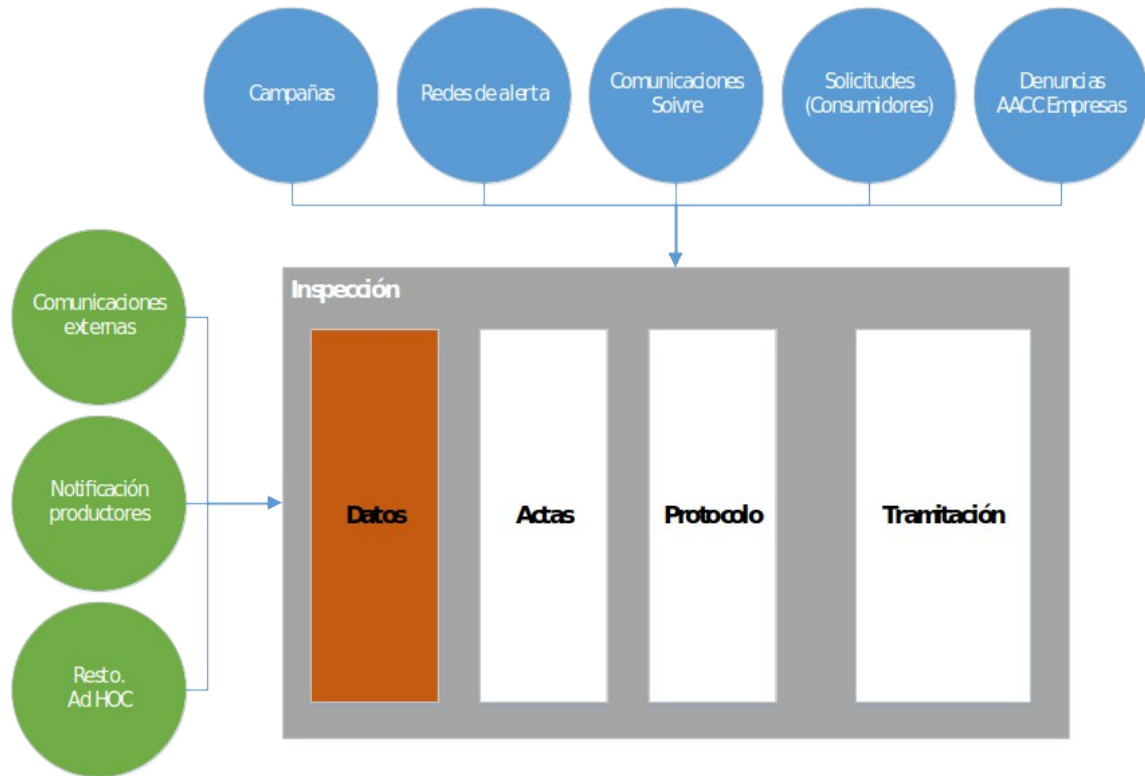 Campañas
Redes de alerta
Comunicaciones
Soivre
Solicitudes
(Consumidores)
Denuncias
AACC Empresas
Comunicaciones
externas
Notificación
productores
Resto.
Ad HOC
Inspección
Datos
Actas
Protocolo
Tramitación